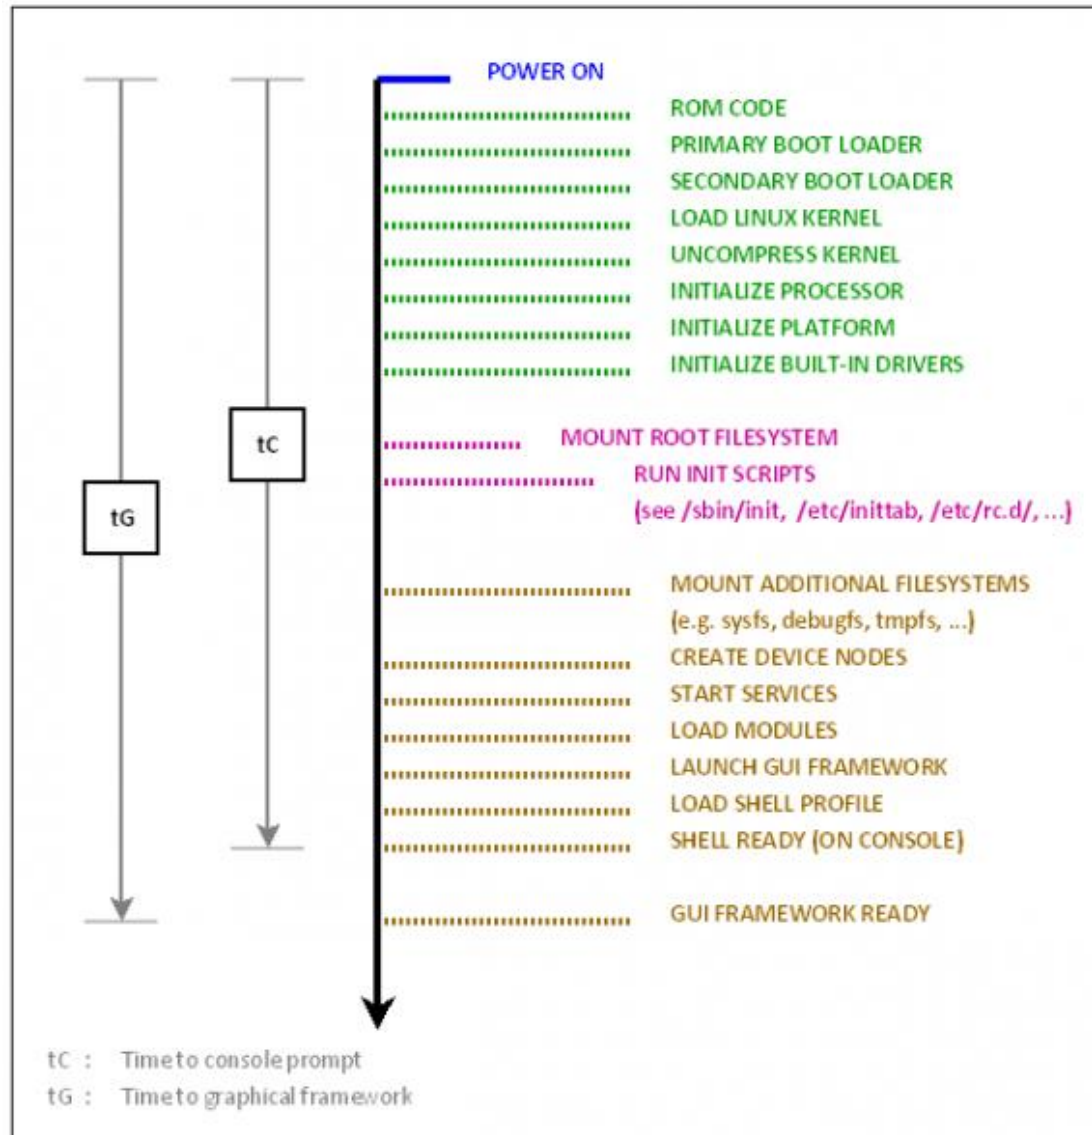 POWER ON
ROM CODE
PRIMARY BOOT LOADER
SECONDARY BOOT LOADER
LOAD LINUX KERNEL
UNCOMPRESS KERNEL
INITIALIZE PROCESSOR
INITIALIZE PLATFORM
INITIALIZE BUILT-IN DRIVERS
tC
MOUNT ROOT FILESYSTEM
RUN INIT SCRIPTS
tG
(see /sbin/init, /etc/inittab, /etc/rc.d/, ...)
MOUNT ADDITIONAL FILESYSTEMS
(e.g. sysfs, debugfs, tmpfs, ...)
CREATE DEVICE NODES
START SERVICES
LOAD MODULES
LAUNCH GUI FRAMEWORK
LOAD SHELL PROFILE
SHELL READY (ON CONSOLE)
GUI FRAMEWORK READY
tC : Time to console prompt
tG : Time to graphical framework